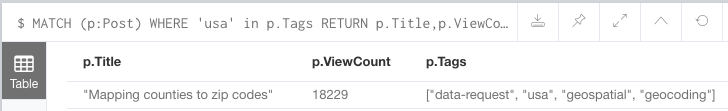 $ MATCH (p:Post) WHERE 'usa' in p.Tags RETURN p.Title,p.ViewCo…
p.Title p.ViewCount p.Tags
Table
"Mapping counties to zip codes" 18229 ["data-request", "usa", "geospatial", "geocoding"]